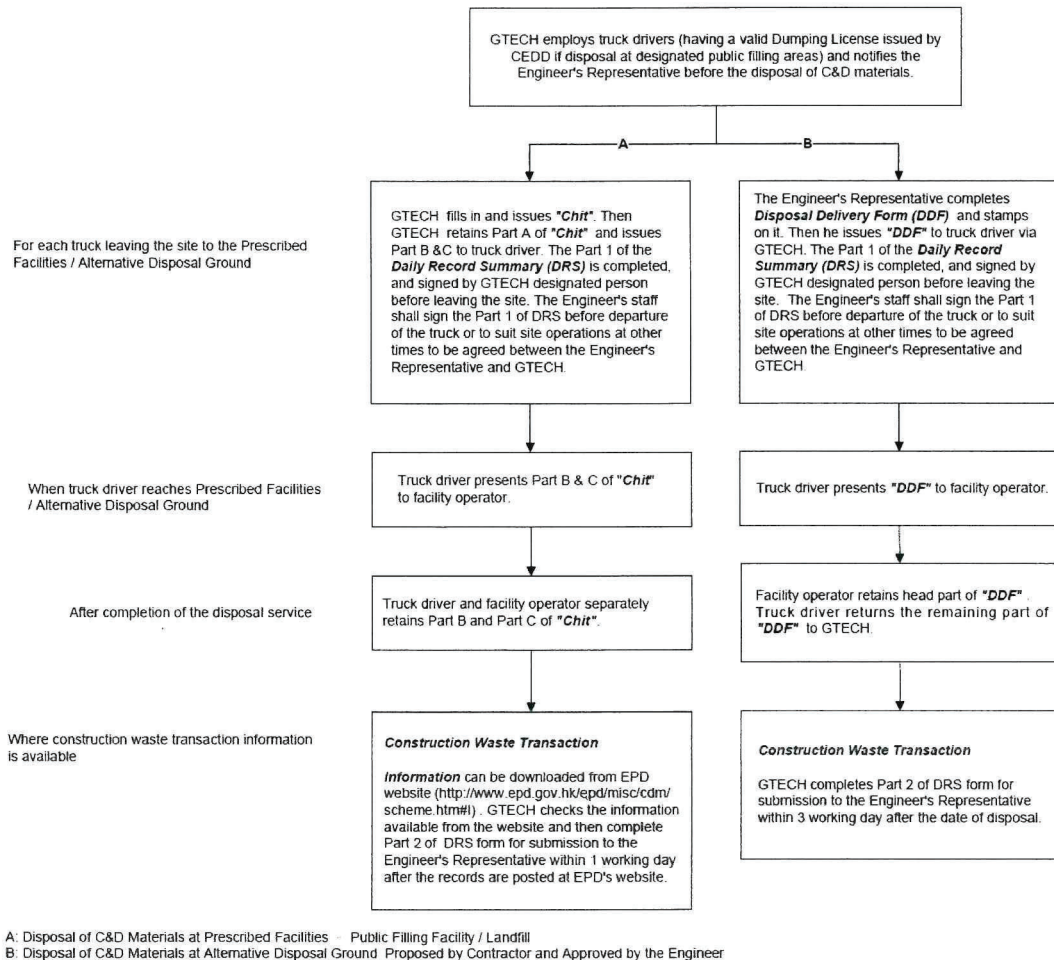 GTECH employs truck drivers (having a valid Dumping License issued by
CEDD if disposal at designated public filling areas) and notifies the
Engineer's Representative before the disposal of C&D materials.
A
B
For each truck leaving the site to the Prescribed
Facilities / Alternative Disposal Ground
GTECH fills in and issues "Chit". Then
GTECH retains Part A of "Chit" and issues
Part B &C to truck driver. The Part 1 of the
Daily Record Summary (DRS) is completed,
and signed by GTECH designated person
before leaving the site. The Engineer's staff
shall sign the Part 1 of DRS before departure
of the truck or to suit site operations at other
times to be agreed between the Engineer's
Representative and GTECH.
The Engineer's Representative completes
Disposal Delivery Form (DDF) and stamps
on it. Then he issues "DDF" to truck driver via
GTECH. The Part 1 of the Daily Record
Summary (DRS) is completed, and signed by
GTECH designated person before leaving the
site. The Engineer's staff shall sign the Part 1
of DRS before departure of the truck or to suit
site operations at other times to be agreed
between the Engineer's Representative and
GTECH.
When truck driver reaches Prescribed Facilities
/ Alternative Disposal Ground
Truck driver presents Part B & C of "Chit"
to facility operator.
Truck driver presents "DDF" to facility operator.
After completion of the disposal service
Truck driver and facility operator separately
retains Part B and Part C of "Chit".
Facility operator retains head part of "DDF".
Truck driver returns the remaining part of
"DDF" to GTECH.
Where construction waste transaction information
is available
Construction Waste Transaction
Information can be downloaded from EPD
website (http://www.epd.gov.hk/epd/misc/cdm/
scheme.htm#I). GTECH checks the information
available from the website and then complete
Part 2 of DRS form for submission to the
Engineer's Representative within 1 working day
after the records are posted at EPD's website.
Construction Waste Transaction
GTECH completes Part 2 of DRS form for
submission to the Engineer's Representative
within 3 working day after the date of disposal.
A: Disposal of C&D Materials at Prescribed Facilities - Public Filling Facility / Landfill
B: Disposal of C&D Materials at Alternative Disposal Ground Proposed by Contractor and Approved by the Engineer